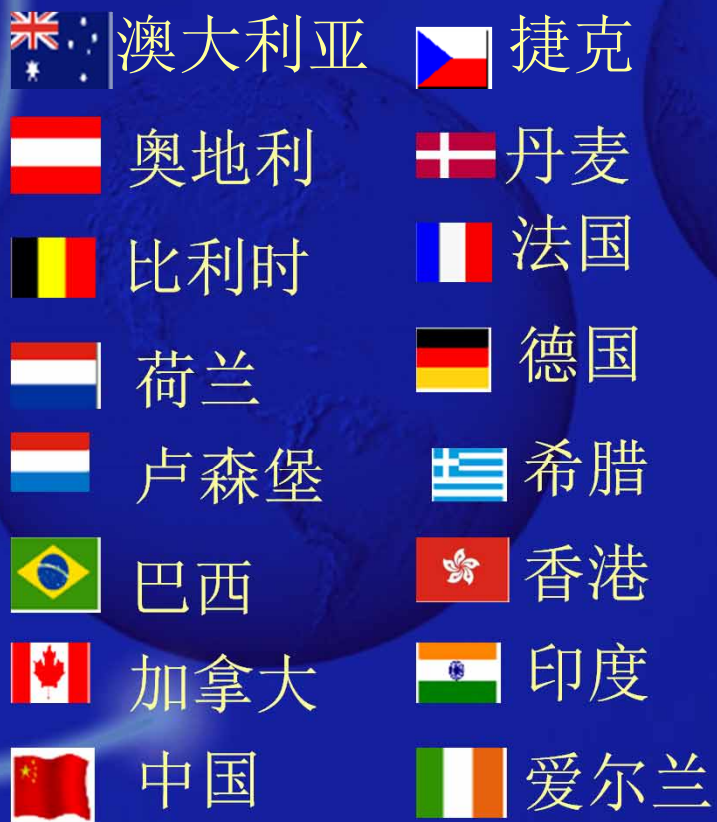 澳大利亚 捷克
奥地利 丹麦
比利时 法国
荷兰 德国
卢森堡 希腊
巴西 香港
加拿大 印度
中国 爱尔兰